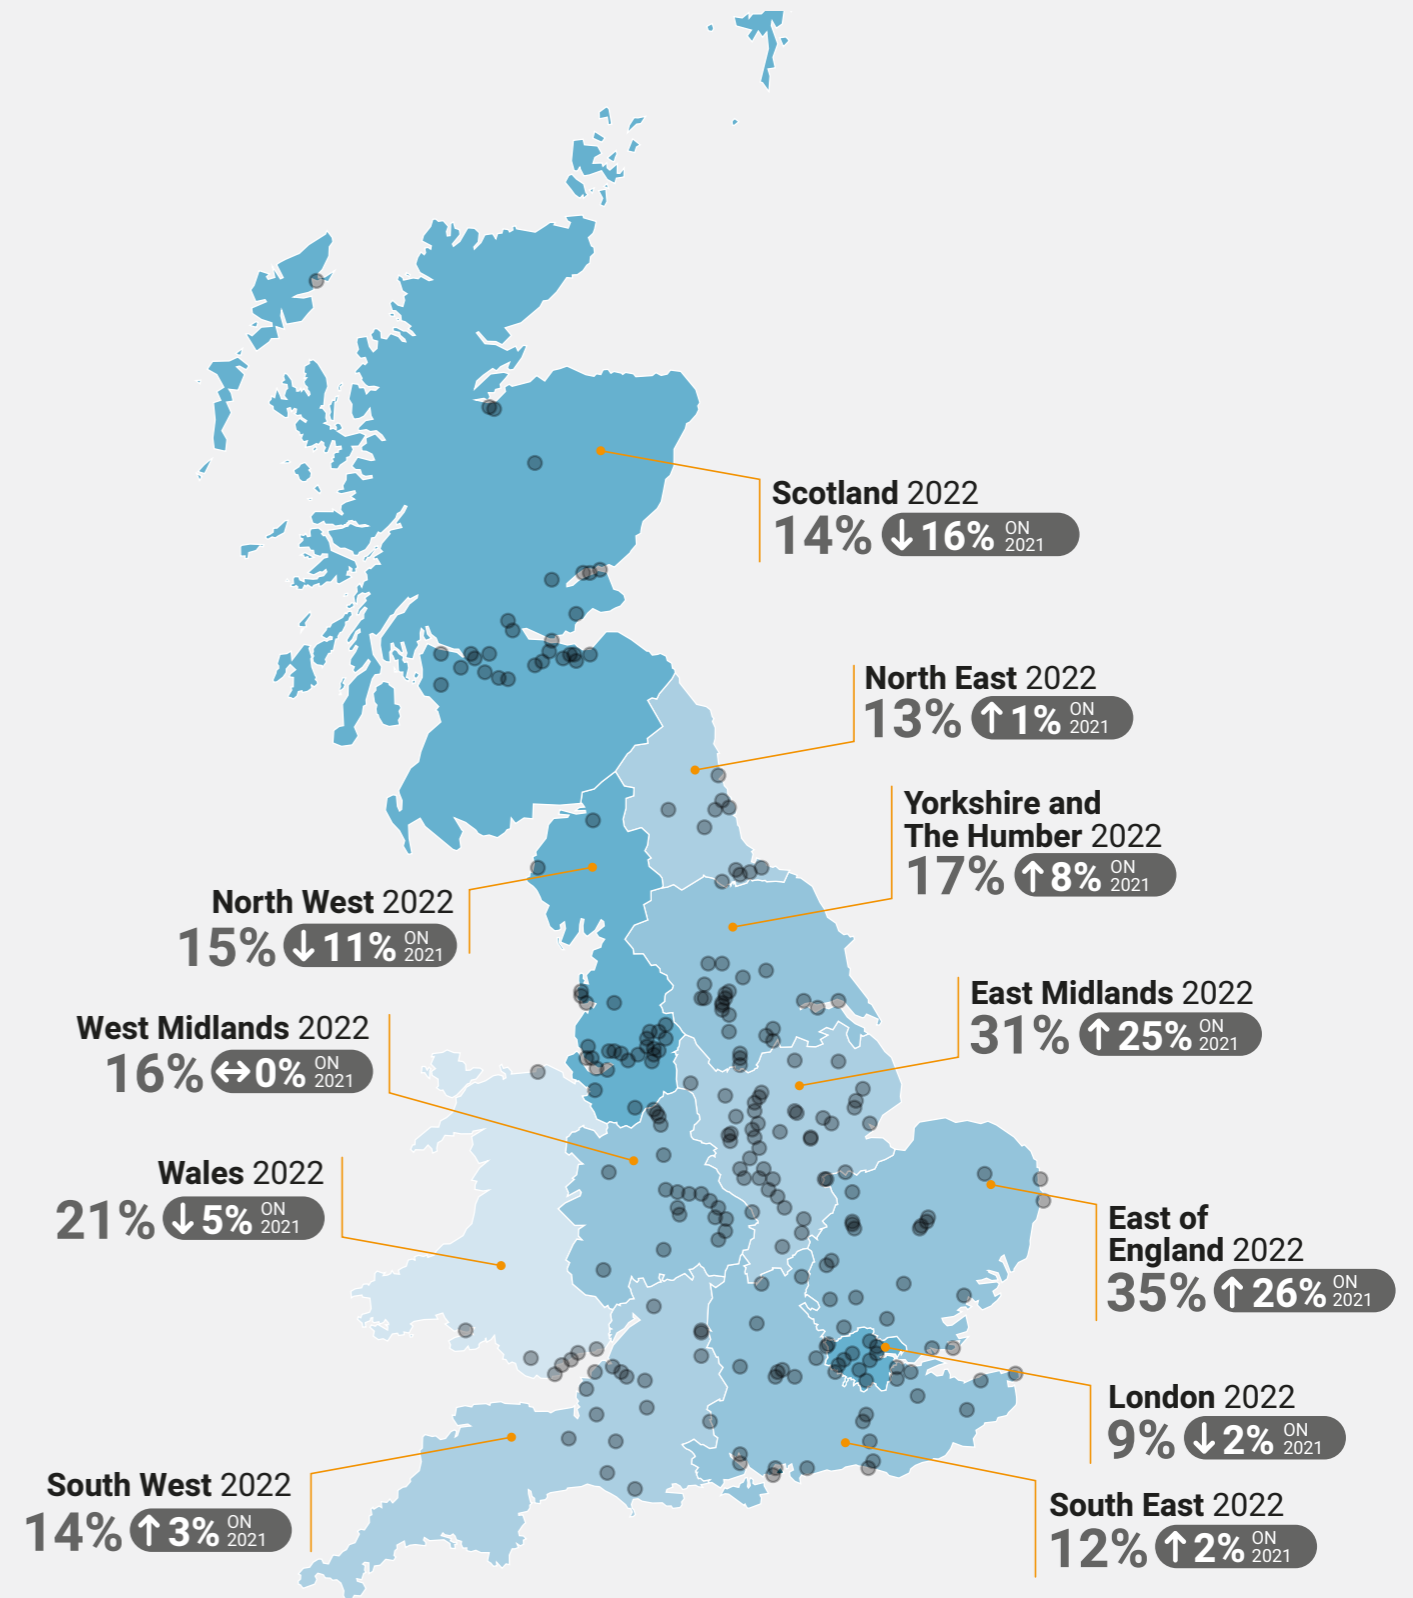 Scotland 2022
14% ↓ 16% ON 2021
North East 2022
13% ↑ 1% ON 2021
Yorkshire and
The Humber 2022
17% ↑ 8% ON 2021
North West 2022
15% ↓ 11% ON 2021
East Midlands 2022
31% ↑ 25% ON 2021
West Midlands 2022
16% ↔ 0% ON 2021
Wales 2022
21% ↓ 5% ON 2021
East of
England 2022
35% ↑ 26% ON 2021
London 2022
9% ↓ 2% ON 2021
South West 2022
14% ↑ 3% ON 2021
South East 2022
12% ↑ 2% ON 2021